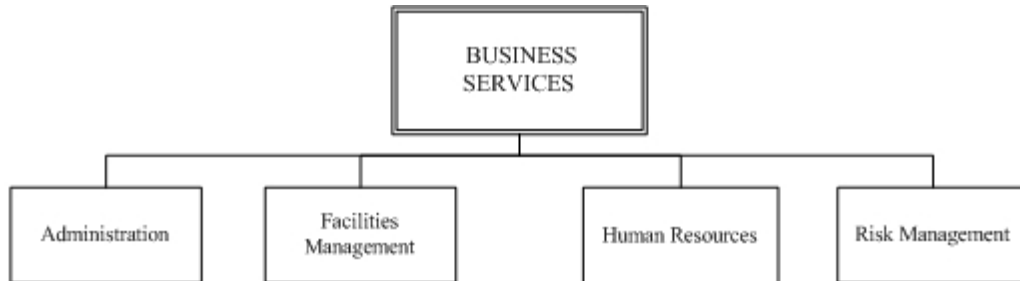 BUSINESS
SERVICES
Administration
Facilities
Management
Human Resources
Risk Management